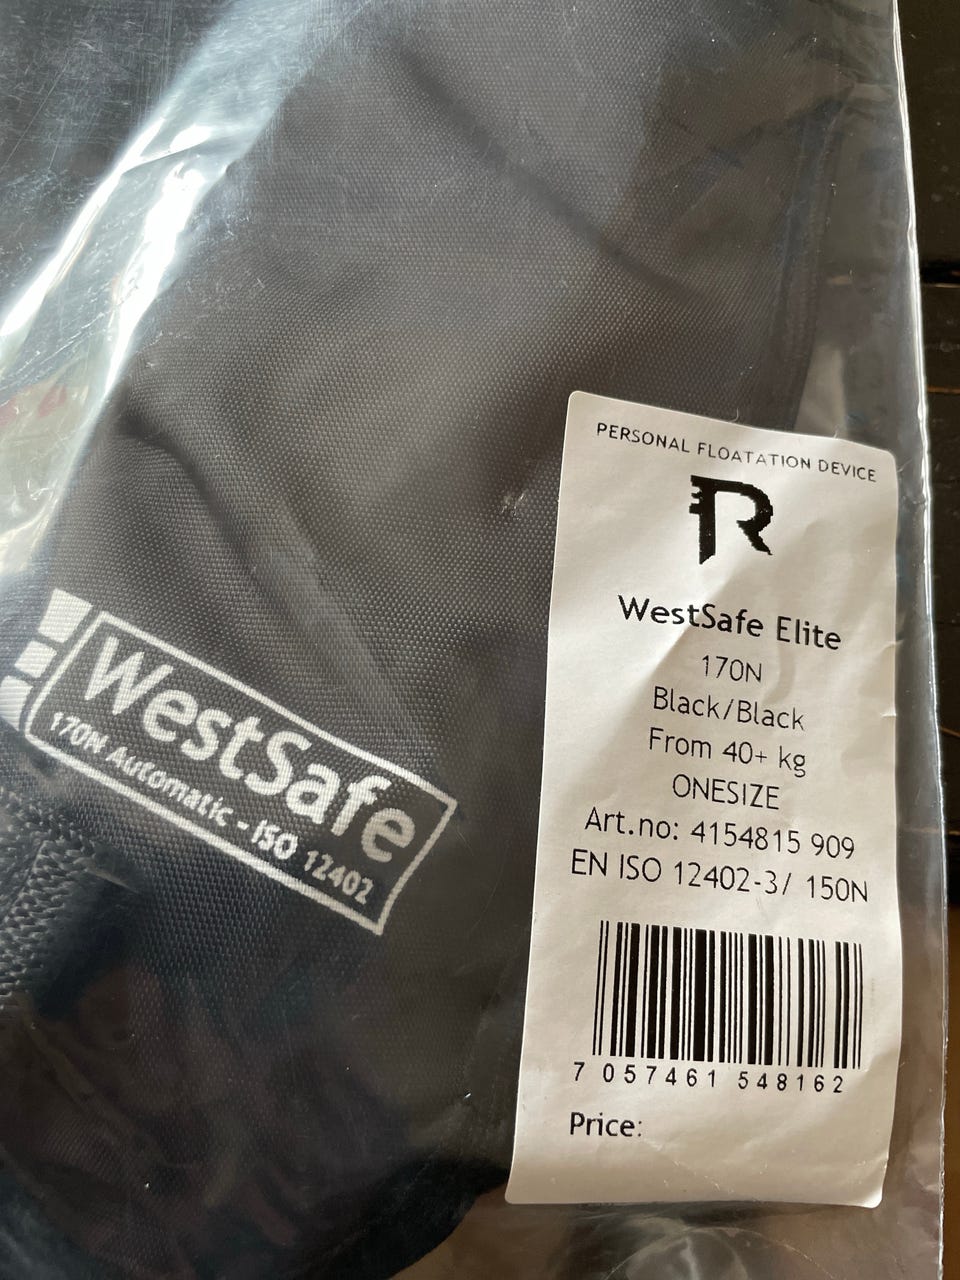 WestSafe
170N Automatic - ISO 12402
PERSONAL FLOATATION DEVICE
R
WestSafe Elite
170N
Black/Black
From 40+ kg
ONESIZE
Art.no: 4154815 909
EN ISO 12402-3/ 150N
7 057461 548162
Price: